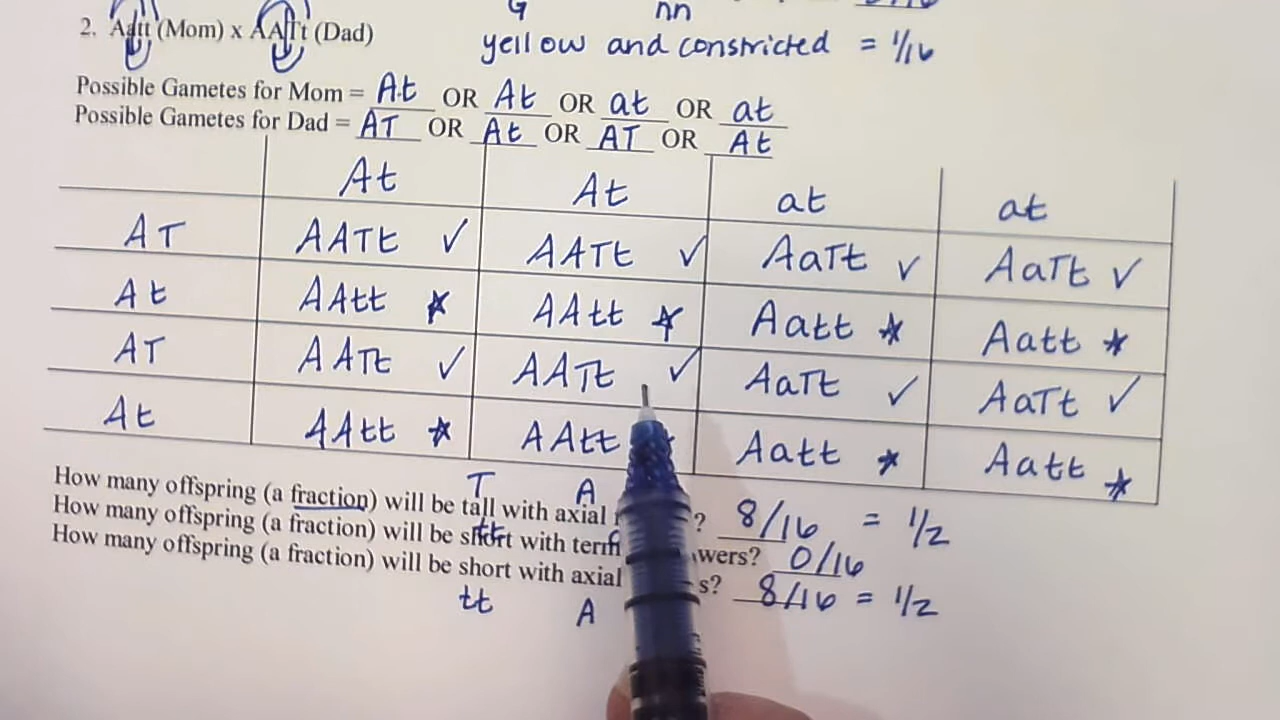 G nn
2. Aatt (Mom) x AATt (Dad) yellow and constricted = 1/16
Possible Gametes for Mom = At OR At OR at OR at
Possible Gametes for Dad = AT OR At OR AT OR At
At At at at
AT AATt ✓ AATt ✓ AaTt ✓ AaTt ✓
At AAtt * AAtt * Aatt * Aatt *
AT AATt ✓ AATt ✓ AaTt ✓ AaTt ✓
At AAtt * AAtt Aatt * Aatt *
T A
How many offspring (a fraction) will be tall with axial ? 8/16 = 1/2
How many offspring (a fraction) will be short with 0/16
tt
How many offspring (a fraction) will be short with axial 8/16 = 1/2
tt A